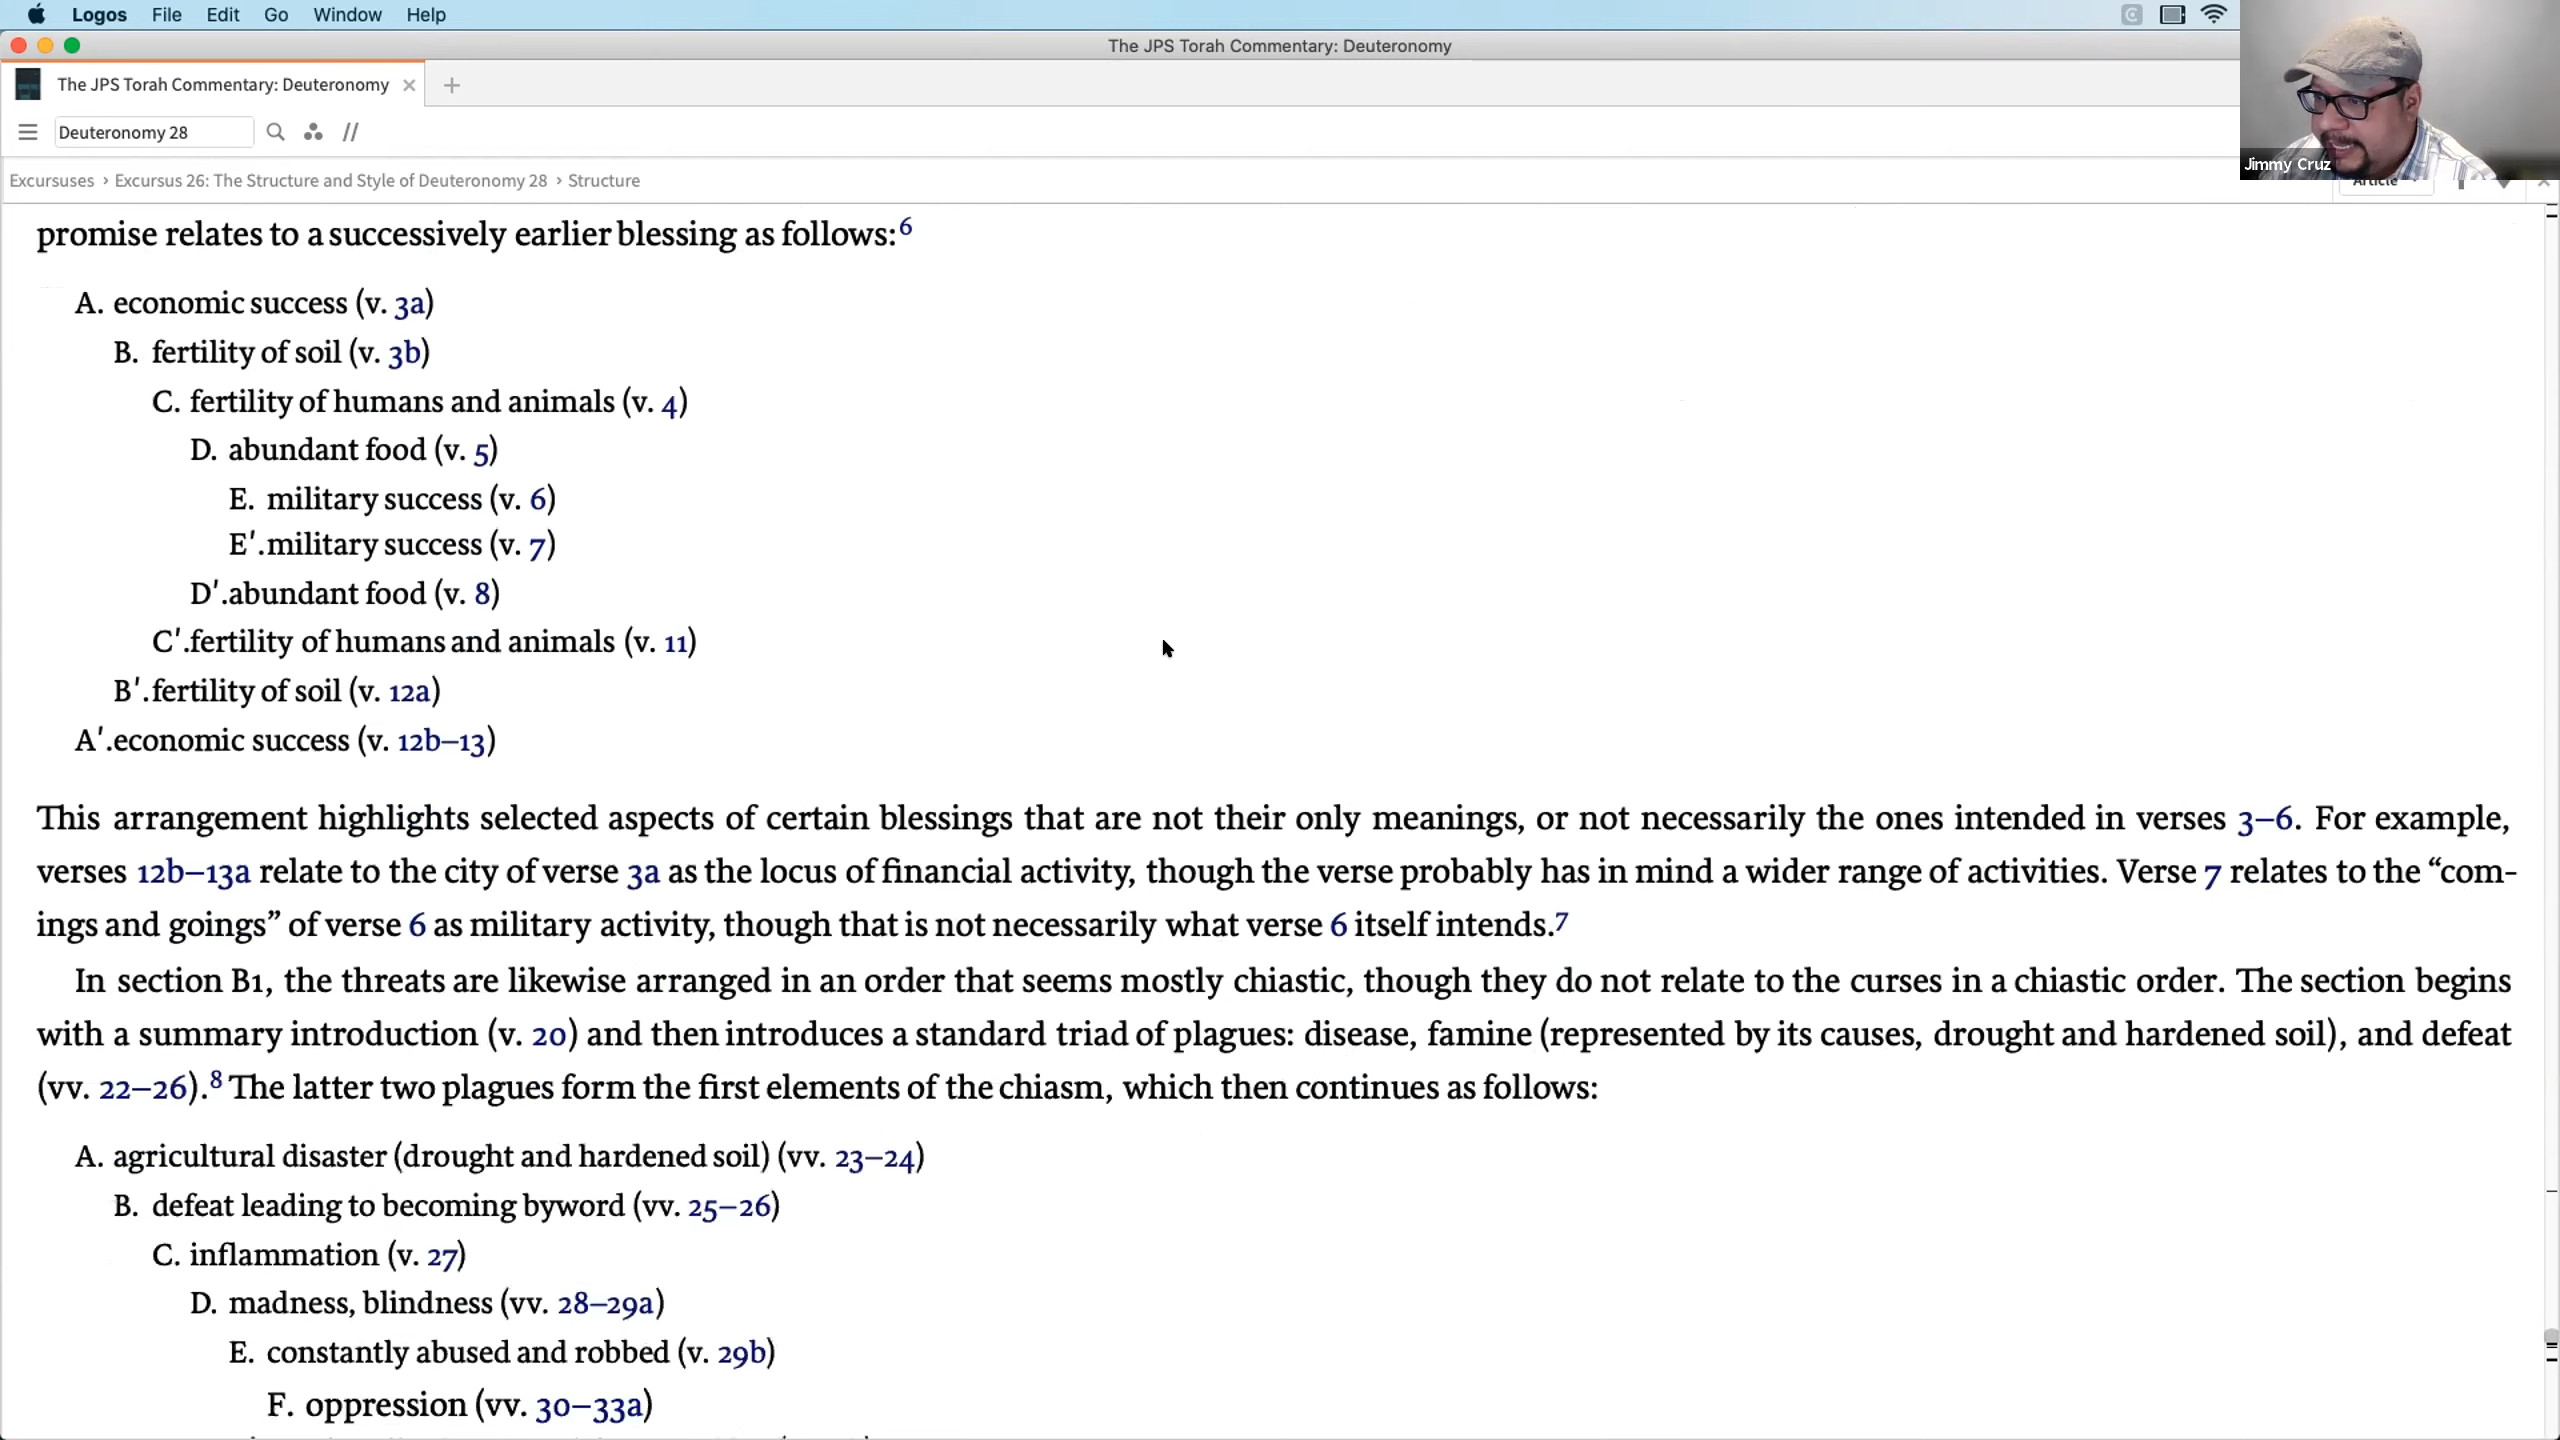 Logos File Edit Go Window Help
The JPS Torah Commentary: Deuteronomy
The JPS Torah Commentary: Deuteronomy
Deuteronomy 28
Jimmy Cruz
Excursuses › Excursus 26: The Structure and Style of Deuteronomy 28 › Structure
Article
promise relates to a successively earlier blessing as follows:6
A. economic success (v. 3a)
B. fertility of soil (v. 3b)
C. fertility of humans and animals (v. 4)
D. abundant food (v. 5)
E. military success (v. 6)
E′.military success (v. 7)
D′.abundant food (v. 8)
C′.fertility of humans and animals (v. 11)
B′.fertility of soil (v. 12a)
A′.economic success (v. 12b–13)
This arrangement highlights selected aspects of certain blessings that are not their only meanings, or not necessarily the ones intended in verses 3–6. For example,
verses 12b–13a relate to the city of verse 3a as the locus of financial activity, though the verse probably has in mind a wider range of activities. Verse 7 relates to the “com-
ings and goings” of verse 6 as military activity, though that is not necessarily what verse 6 itself intends.7
In section B1, the threats are likewise arranged in an order that seems mostly chiastic, though they do not relate to the curses in a chiastic order. The section begins
with a summary introduction (v. 20) and then introduces a standard triad of plagues: disease, famine (represented by its causes, drought and hardened soil), and defeat
(vv. 22–26).8 The latter two plagues form the first elements of the chiasm, which then continues as follows:
A. agricultural disaster (drought and hardened soil) (vv. 23–24)
B. defeat leading to becoming byword (vv. 25–26)
C. inflammation (v. 27)
D. madness, blindness (vv. 28–29a)
E. constantly abused and robbed (v. 29b)
F. oppression (vv. 30–33a)